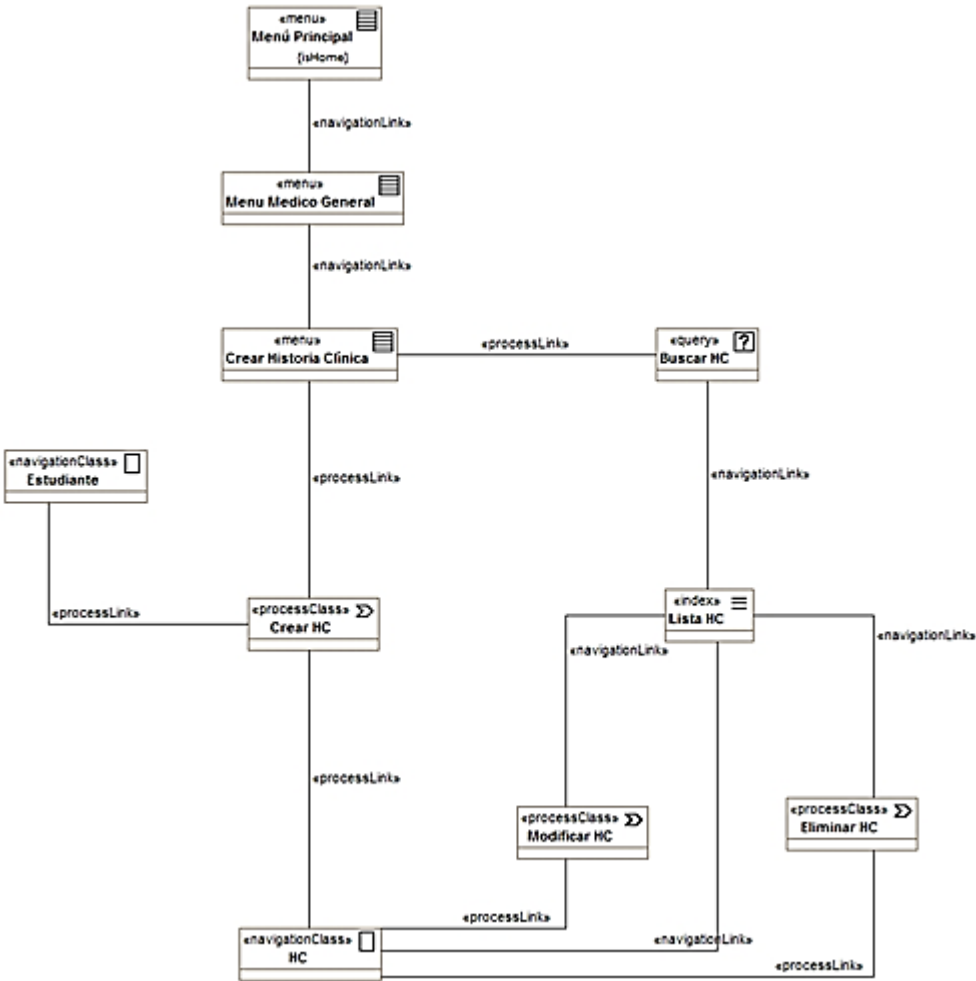 «menu»
Menú Principal
{isHome}
«navigationLink»
«menu»
Menu Medico General
«navigationLink»
«menu»
Crear Historia Clínica
«processLink»
«query»
Buscar HC
«navigationClass»
Estudiante
«processLink»
«navigationLink»
«processLink»
«processClass»
Crear HC
«index»
Lista HC
«navigationLink»
«navigationLink»
«processLink»
«processClass»
Modificar HC
«processClass»
Eliminar HC
«processLink»
«navigationClass»
HC
«navigationLink»
«processLink»